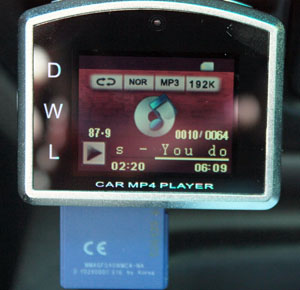 D
W
L
NOR MP3 192K
87.9 0010/0064
s - You do
02:20 06:09
CAR MP4 PLAYER
CE